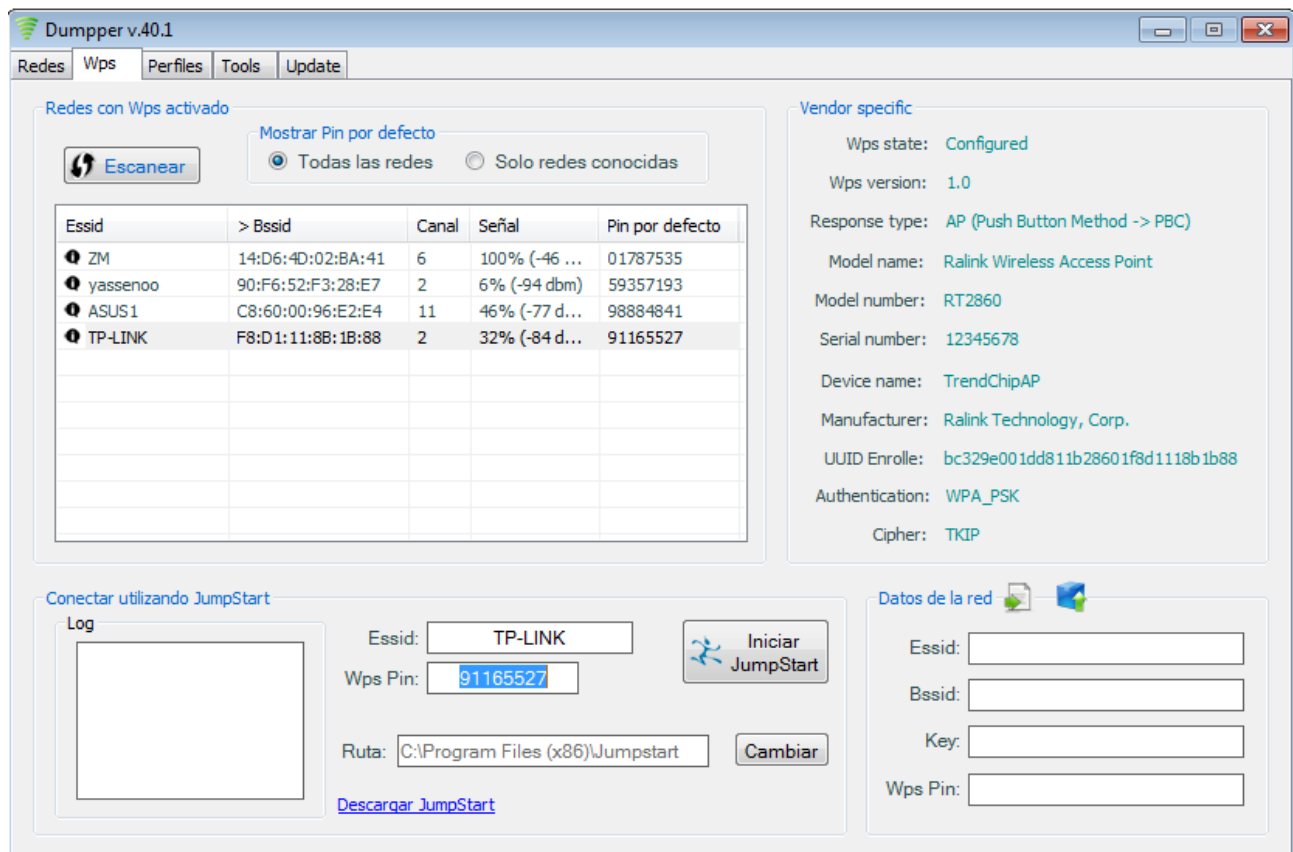 Dumpper v.40.1
Redes Wps Perfiles Tools Update
Redes con Wps activado
Mostrar Pin por defecto
Escanear
Todas las redes Solo redes conocidas
Essid > Bssid Canal Señal Pin por defecto
ZM 14:D6:4D:02:BA:41 6 100% (-46 ... 01787535
yassenoo 90:F6:52:F3:28:E7 2 6% (-94 dbm) 59357193
ASUS1 C8:60:00:96:E2:E4 11 46% (-77 d... 98884841
TP-LINK F8:D1:11:8B:1B:88 2 32% (-84 d... 91165527
Vendor specific
Wps state: Configured
Wps version: 1.0
Response type: AP (Push Button Method -> PBC)
Model name: Ralink Wireless Access Point
Model number: RT2860
Serial number: 12345678
Device name: TrendChipAP
Manufacturer: Ralink Technology, Corp.
UUID Enrolle: bc329e001dd811b28601f8d1118b1b88
Authentication: WPA_PSK
Cipher: TKIP
Conectar utilizando JumpStart
Log
Essid: TP-LINK
Wps Pin: 91165527
Iniciar
JumpStart
Ruta: C:\Program Files (x86)\Jumpstart Cambiar
Descargar JumpStart
Datos de la red
Essid:
Bssid:
Key:
Wps Pin: